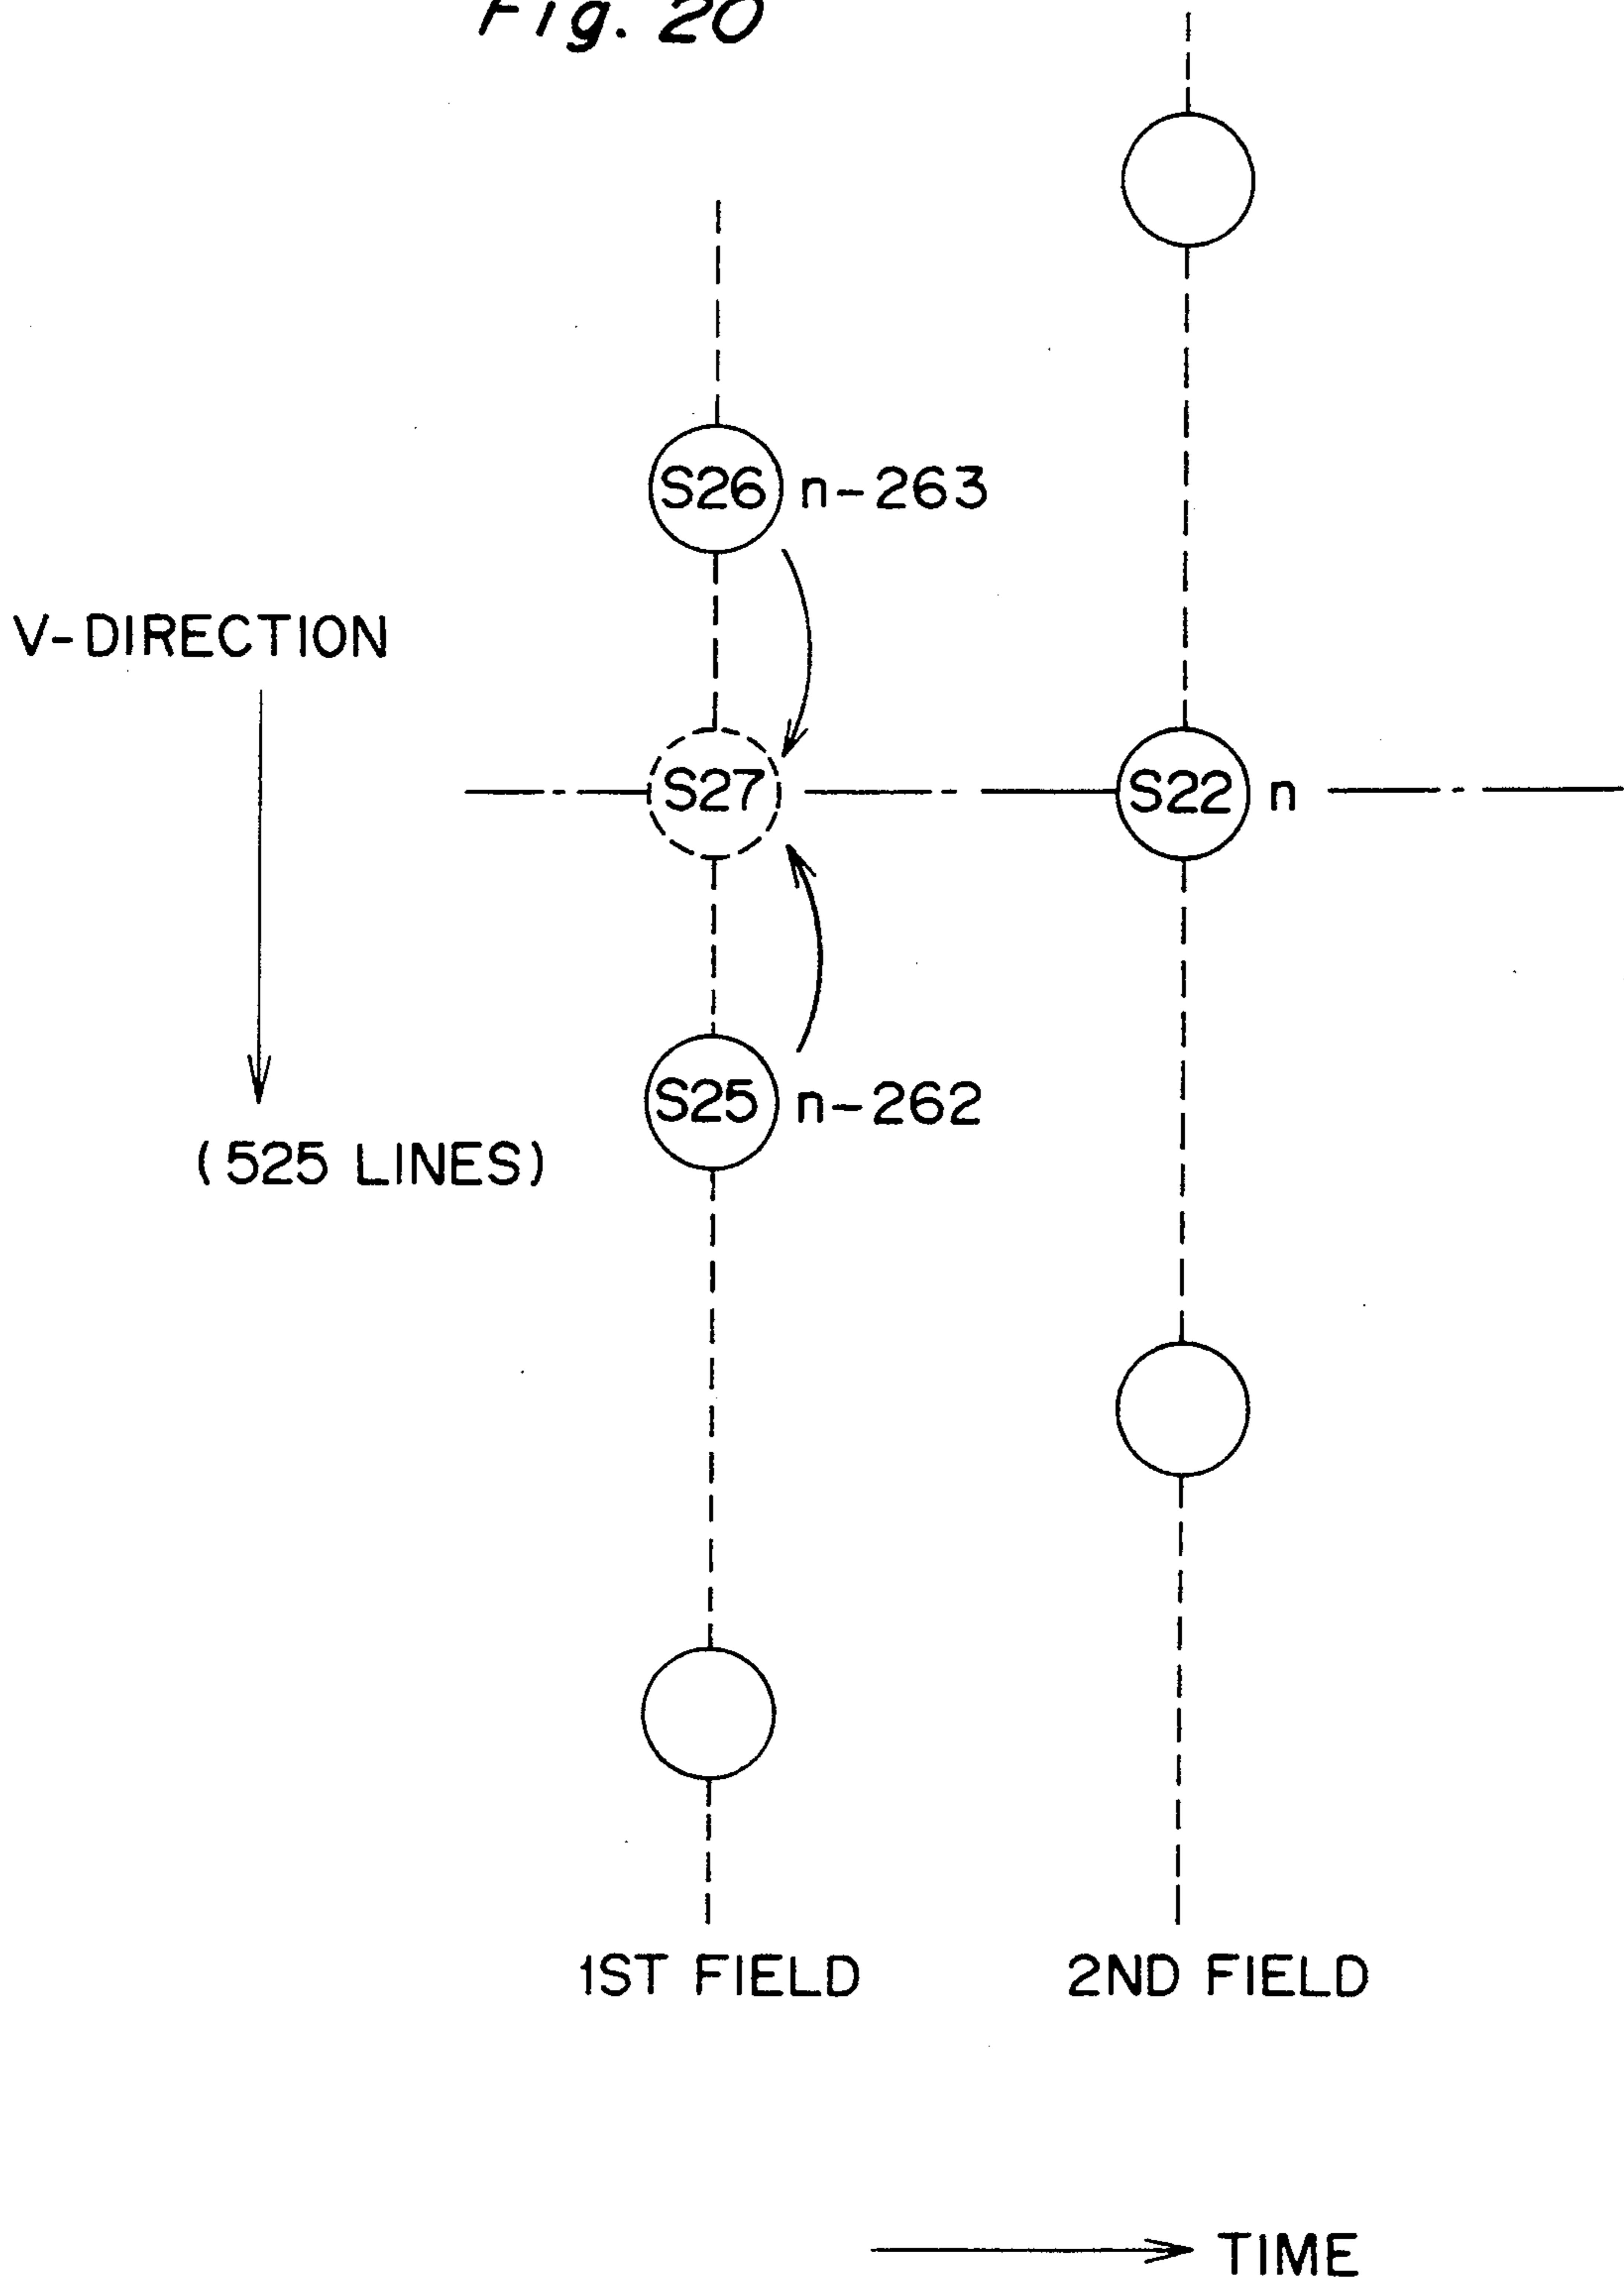 Fig. 20
S26 n-263
V-DIRECTION
S27
S22 n
S25 n-262
(525 LINES)
1ST FIELD
2ND FIELD
TIME